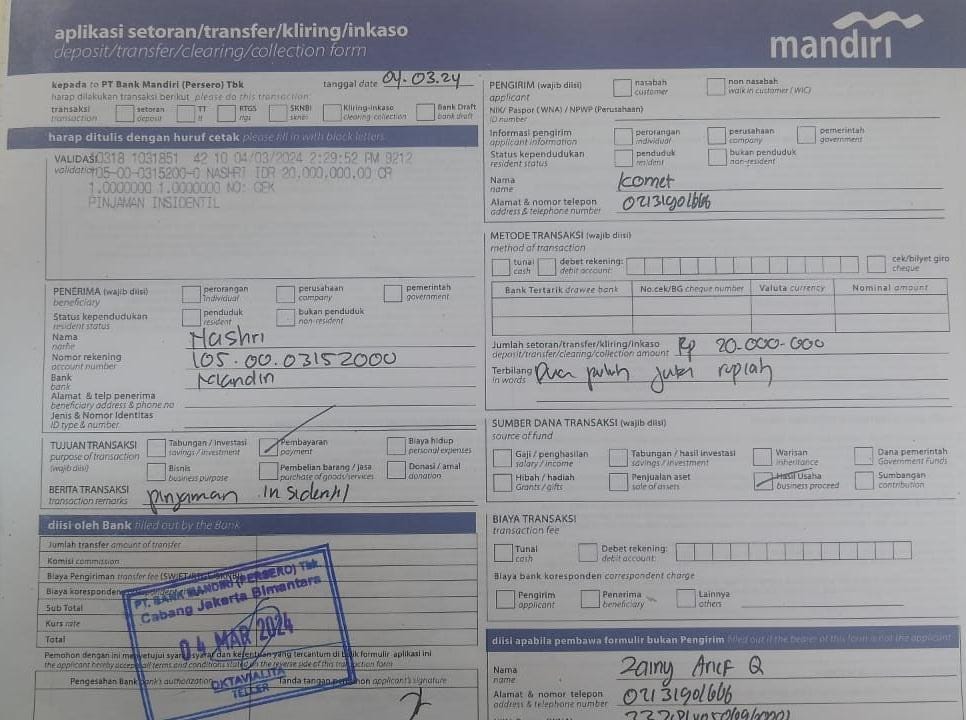 aplikasi setoran/transfer/kliring/inkaso
deposit/transfer/clearing/collection form
mandiri
kepada to PT Bank Mandiri (Persero) Tbk
tanggal date 04.03.24
harap dilakukan transaksi berikut please do this transaction:
transaksi transaction
setoran deposit
TT tt
RTGS rtgs
SKNBI sknbi
Kliring-inkaso clearing-collection
Bank Draft bank draft
harap ditulis dengan huruf cetak please fill in with block letters
VALIDASI
validation
0318 1031851 42 10 04/03/2024 2:29:52 PM 9212
105-00-0315200-0 NASHRI IDR 20,000,000.00 CR
1.0000000 1.0000000 NO: CEK
PINJAMAN INSIDENTIL
PENERIMA (wajib diisi)
beneficiary
perorangan individual
perusahaan company
pemerintah government
Status kependudukan
resident status
penduduk resident
bukan penduduk non-resident
Nama
name
Nashri
Nomor rekening
account number
105.00.03152000
Bank
bank
Mandiri
Alamat & telp penerima
beneficiary address & phone no
Jenis & Nomor Identitas
ID type & number
TUJUAN TRANSAKSI
purpose of transaction
(wajib diisi)
Tabungan / Investasi savings / investment
Pembayaran payment
Biaya hidup personal expenses
Bisnis business purpose
Pembelian barang / jasa purchase of goods/services
Donasi / amal donation
BERITA TRANSAKSI
transaction remarks
pinjaman Insidentil
diisi oleh Bank filled out by the Bank
Jumlah transfer amount of transfer
Komisi commission
Biaya Pengiriman transfer fee
Biaya koresponden
Sub Total
Kurs rate
Total
PT. BANK MANDIRI (PERSERO) Tbk
Cabang Jakarta Bimantara
04 MAR 2024
OKTAVIALITA
TELLER
Pemohon dengan ini menyetujui syarat-syarat dan ketentuan yang tercantum di balik formulir aplikasi ini
the applicant hereby accept all terms and conditions stated on the reverse side of this transaction form
Pengesahan Bank bank's authorization
Tanda tangan pemohon applicant's signature
PENGIRIM (wajib diisi)
applicant
nasabah customer
non nasabah walk in customer (WIC)
NIK/ Paspor (WNA) / NPWP (Perusahaan)
ID number
Informasi pengirim
applicant information
perorangan individual
perusahaan company
pemerintah government
Status kependudukan
resident status
penduduk resident
bukan penduduk non-resident
Nama
name
Komet
Alamat & nomor telepon
address & telephone number
02131901666
METODE TRANSAKSI (wajib diisi)
method of transaction
tunai cash
debet rekening: debit account:
cek/bilyet giro cheque
Bank Tertarik drawee bank
No.cek/BG cheque number
Valuta currency
Nominal amount
Jumlah setoran/transfer/kliring/inkaso
deposit/transfer/clearing/collection amount
Rp 20.000.000
Terbilang
in words
Dua puluh juta rupiah
SUMBER DANA TRANSAKSI (wajib diisi)
source of fund
Gaji / penghasilan salary / income
Tabungan / hasil investasi savings / investment
Warisan inheritance
Dana pemerintah Government Funds
Hibah / hadiah Grants / gifts
Penjualan aset sale of assets
Hasil Usaha business proceed
Sumbangan contribution
BIAYA TRANSAKSI
transaction fee
Tunai cash
Debet rekening: debit account:
Biaya bank koresponden correspondent charge
Pengirim applicant
Penerima beneficiary
Lainnya others
diisi apabila pembawa formulir bukan Pengirim filled out if the bearer of this form is not the applicant
Nama
name
Zainy Arief Q
Alamat & nomor telepon
address & telephone number
02131901666